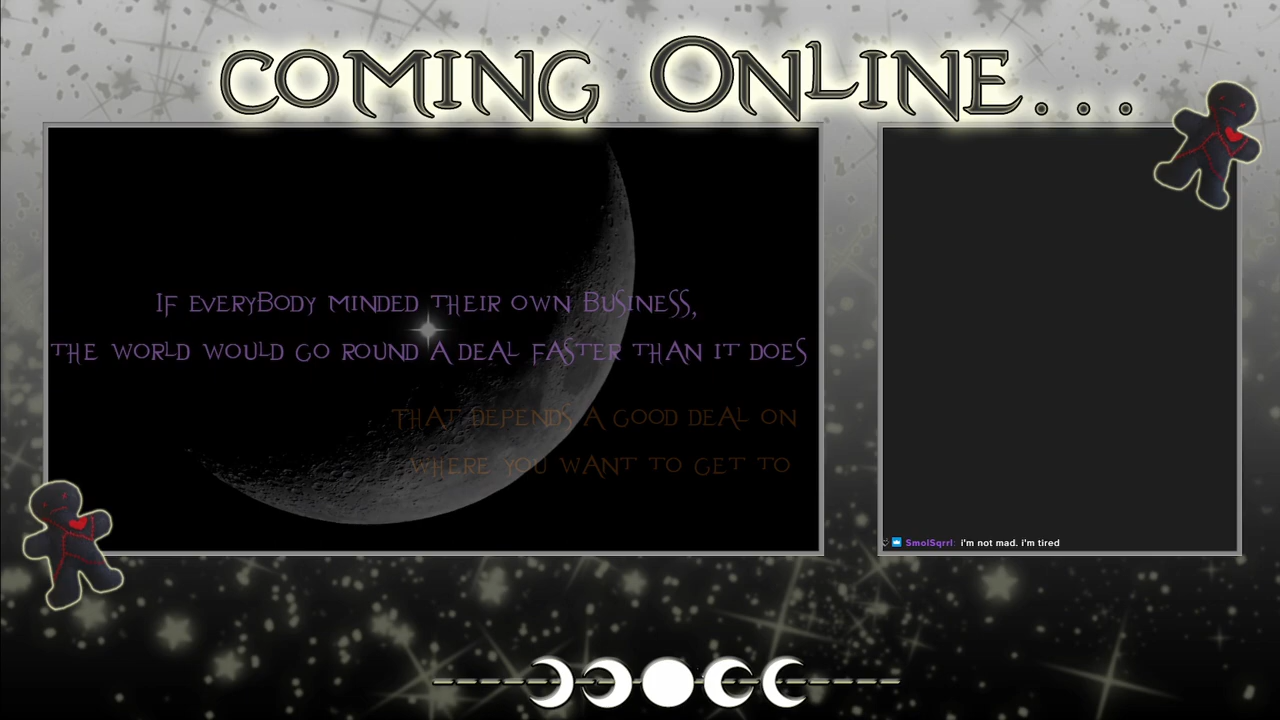 COMING ONLINE...
IF EVERYBODY MINDED THEIR OWN BUSINESS,
THE WORLD WOULD GO ROUND A DEAL FASTER THAN IT DOES
THAT DEPENDS A GOOD DEAL ON
WHERE YOU WANT TO GET TO
SmolSqrrl: i'm not mad. i'm tired